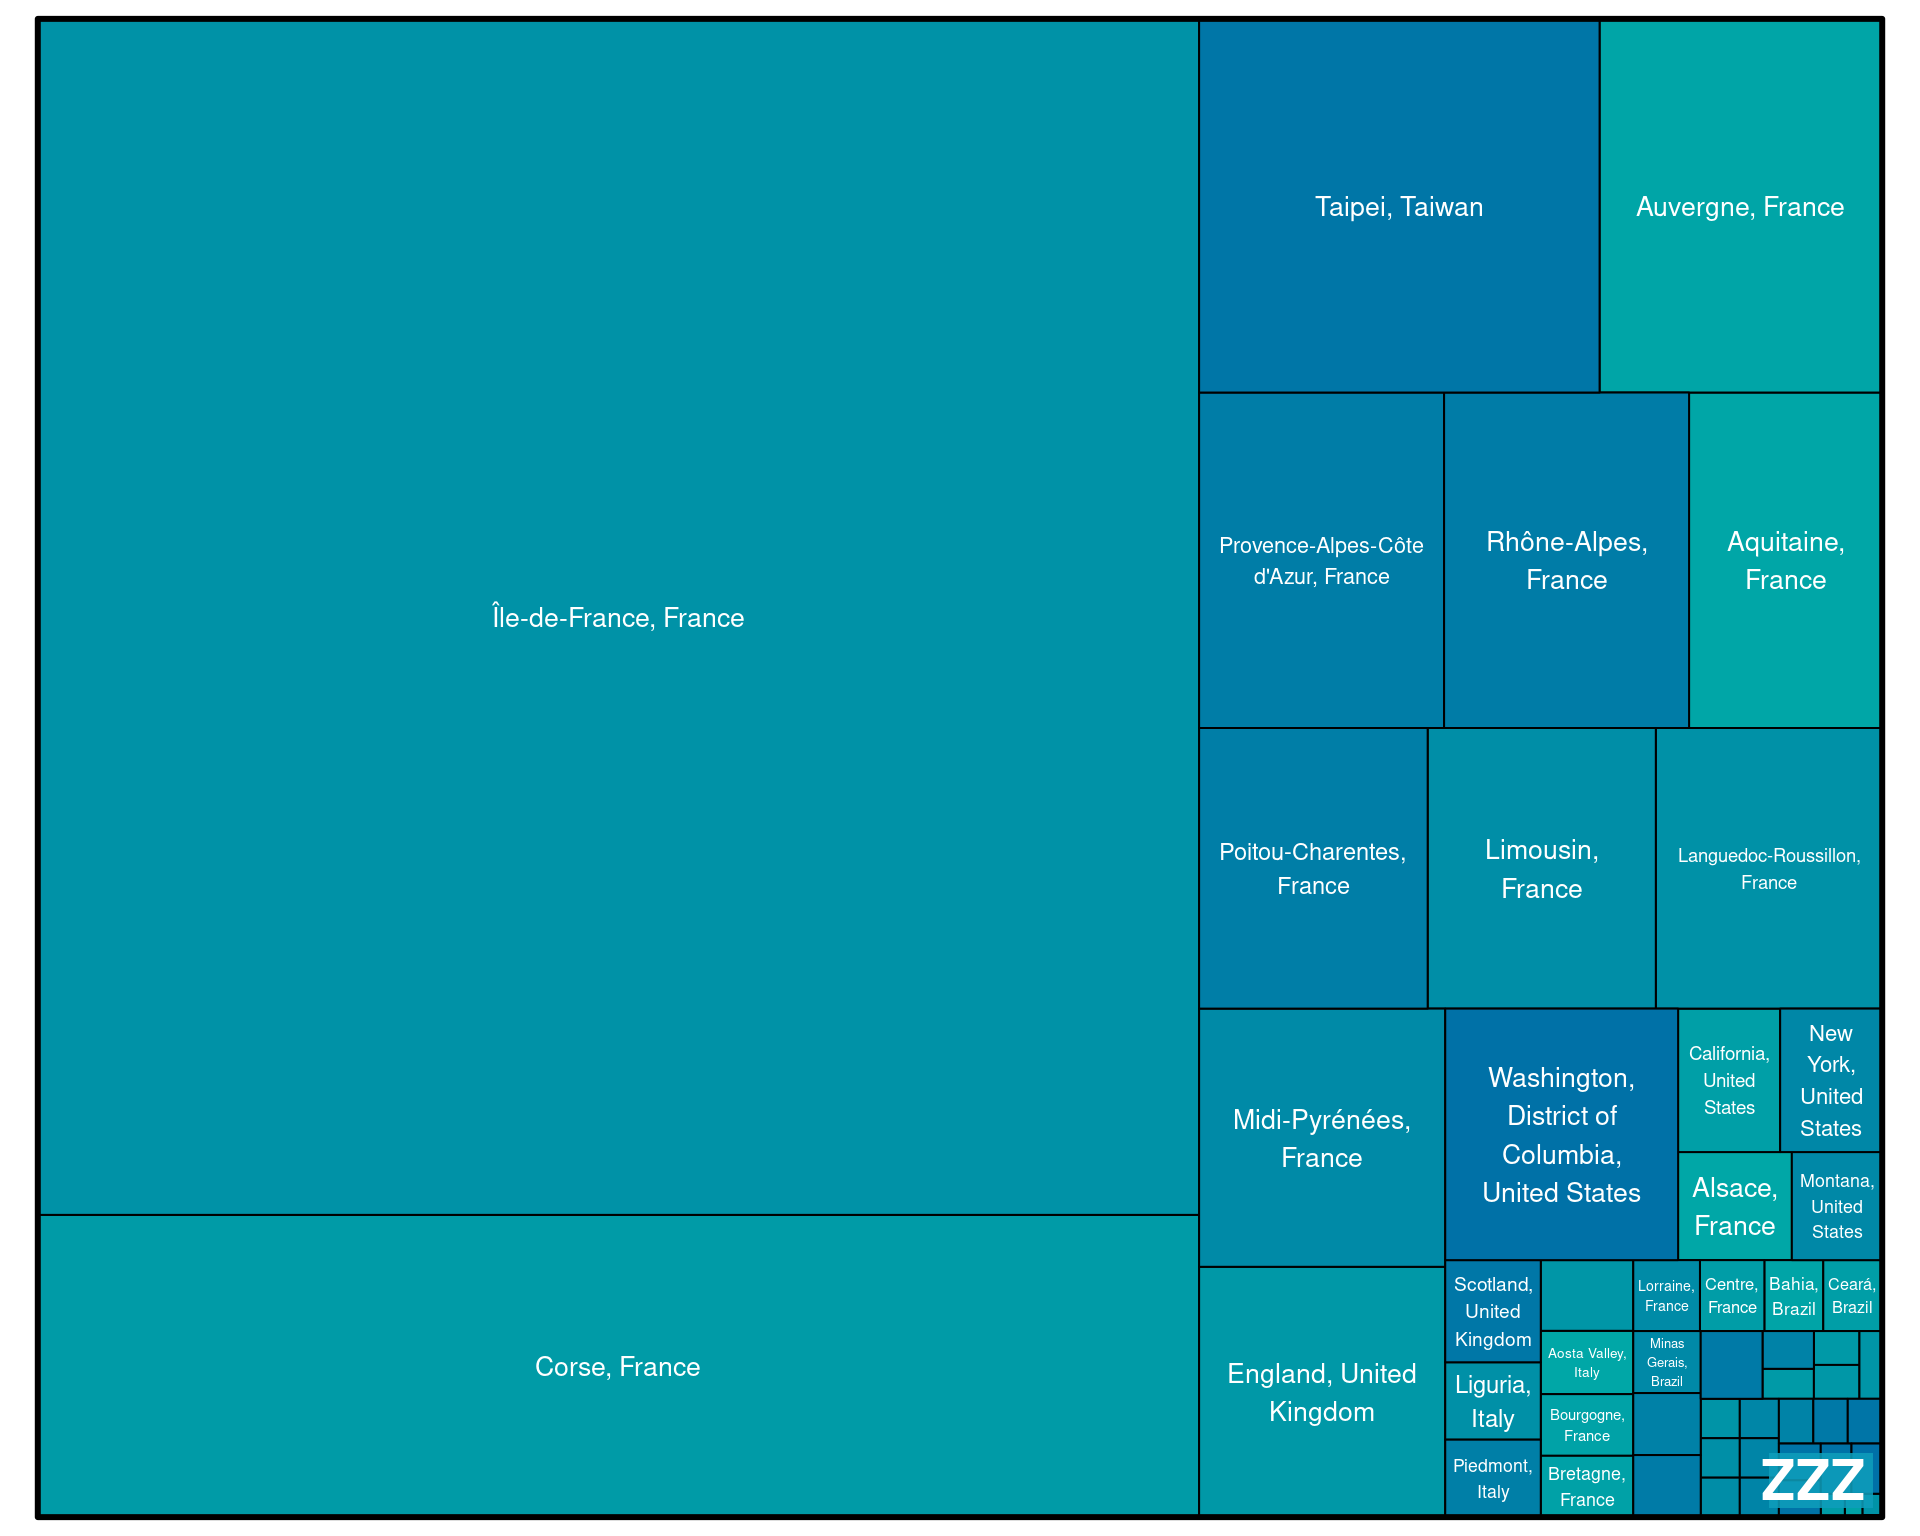 Île-de-France, France
Corse, France
Taipei, Taiwan
Auvergne, France
Provence-Alpes-Côte
d'Azur, France
Rhône-Alpes,
France
Aquitaine,
France
Poitou-Charentes,
France
Limousin,
France
Languedoc-Roussillon,
France
Midi-Pyrénées,
France
England, United
Kingdom
Washington,
District of
Columbia,
United States
California,
United
States
New
York,
United
States
Alsace,
France
Montana,
United
States
Scotland,
United
Kingdom
Liguria,
Italy
Piedmont,
Italy
Aosta Valley,
Italy
Bourgogne,
France
Bretagne,
France
Lorraine,
France
Minas
Gerais,
Brazil
Centre,
France
Bahia,
Brazil
Ceará,
Brazil
ZZZ